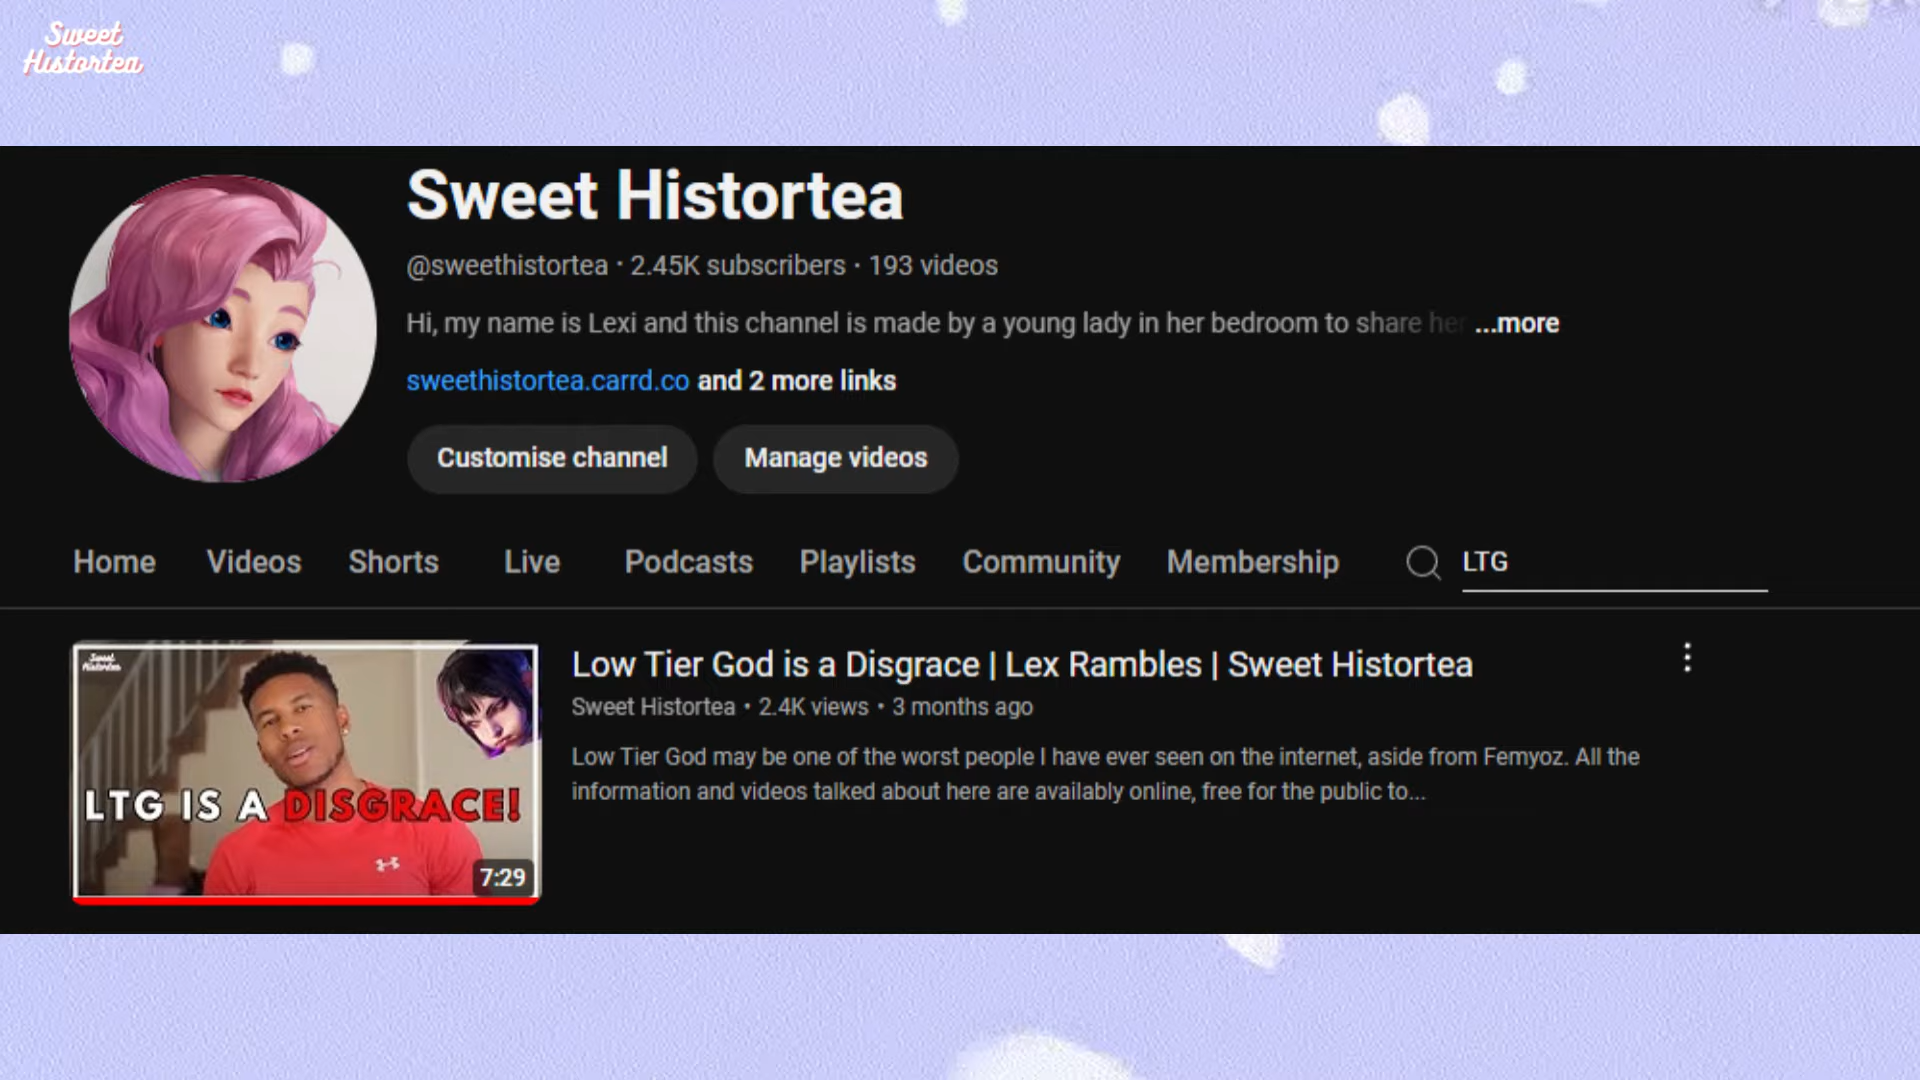 Sweet
Histortea
Sweet Histortea
@sweethistortea · 2.45K subscribers · 193 videos
Hi, my name is Lexi and this channel is made by a young lady in her bedroom to share her ...more
sweethistortea.carrd.co and 2 more links
Customise channel
Manage videos
Home Videos Shorts Live Podcasts Playlists Community Membership LTG
Sweet
Histortea
LTG IS A DISGRACE!
7:29
Low Tier God is a Disgrace | Lex Rambles | Sweet Histortea
Sweet Histortea • 2.4K views • 3 months ago
Low Tier God may be one of the worst people I have ever seen on the internet, aside from Femyoz. All the
information and videos talked about here are availably online, free for the public to...